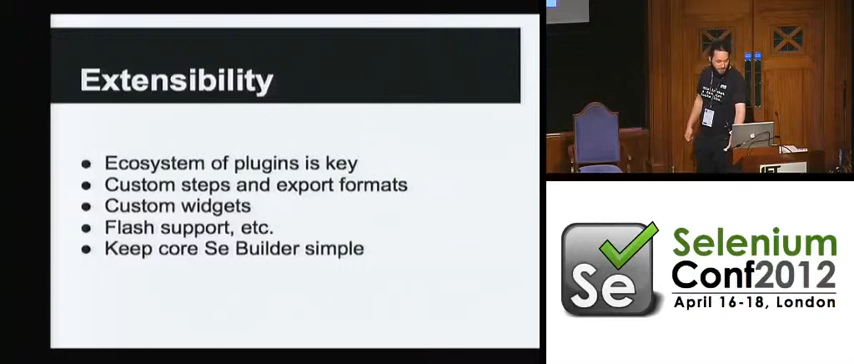 Extensibility
Ecosystem of plugins is key
Custom steps and export formats
Custom widgets
Flash support, etc.
Keep core Se Builder simple
Se
Selenium
Conf2012
April 16-18, London